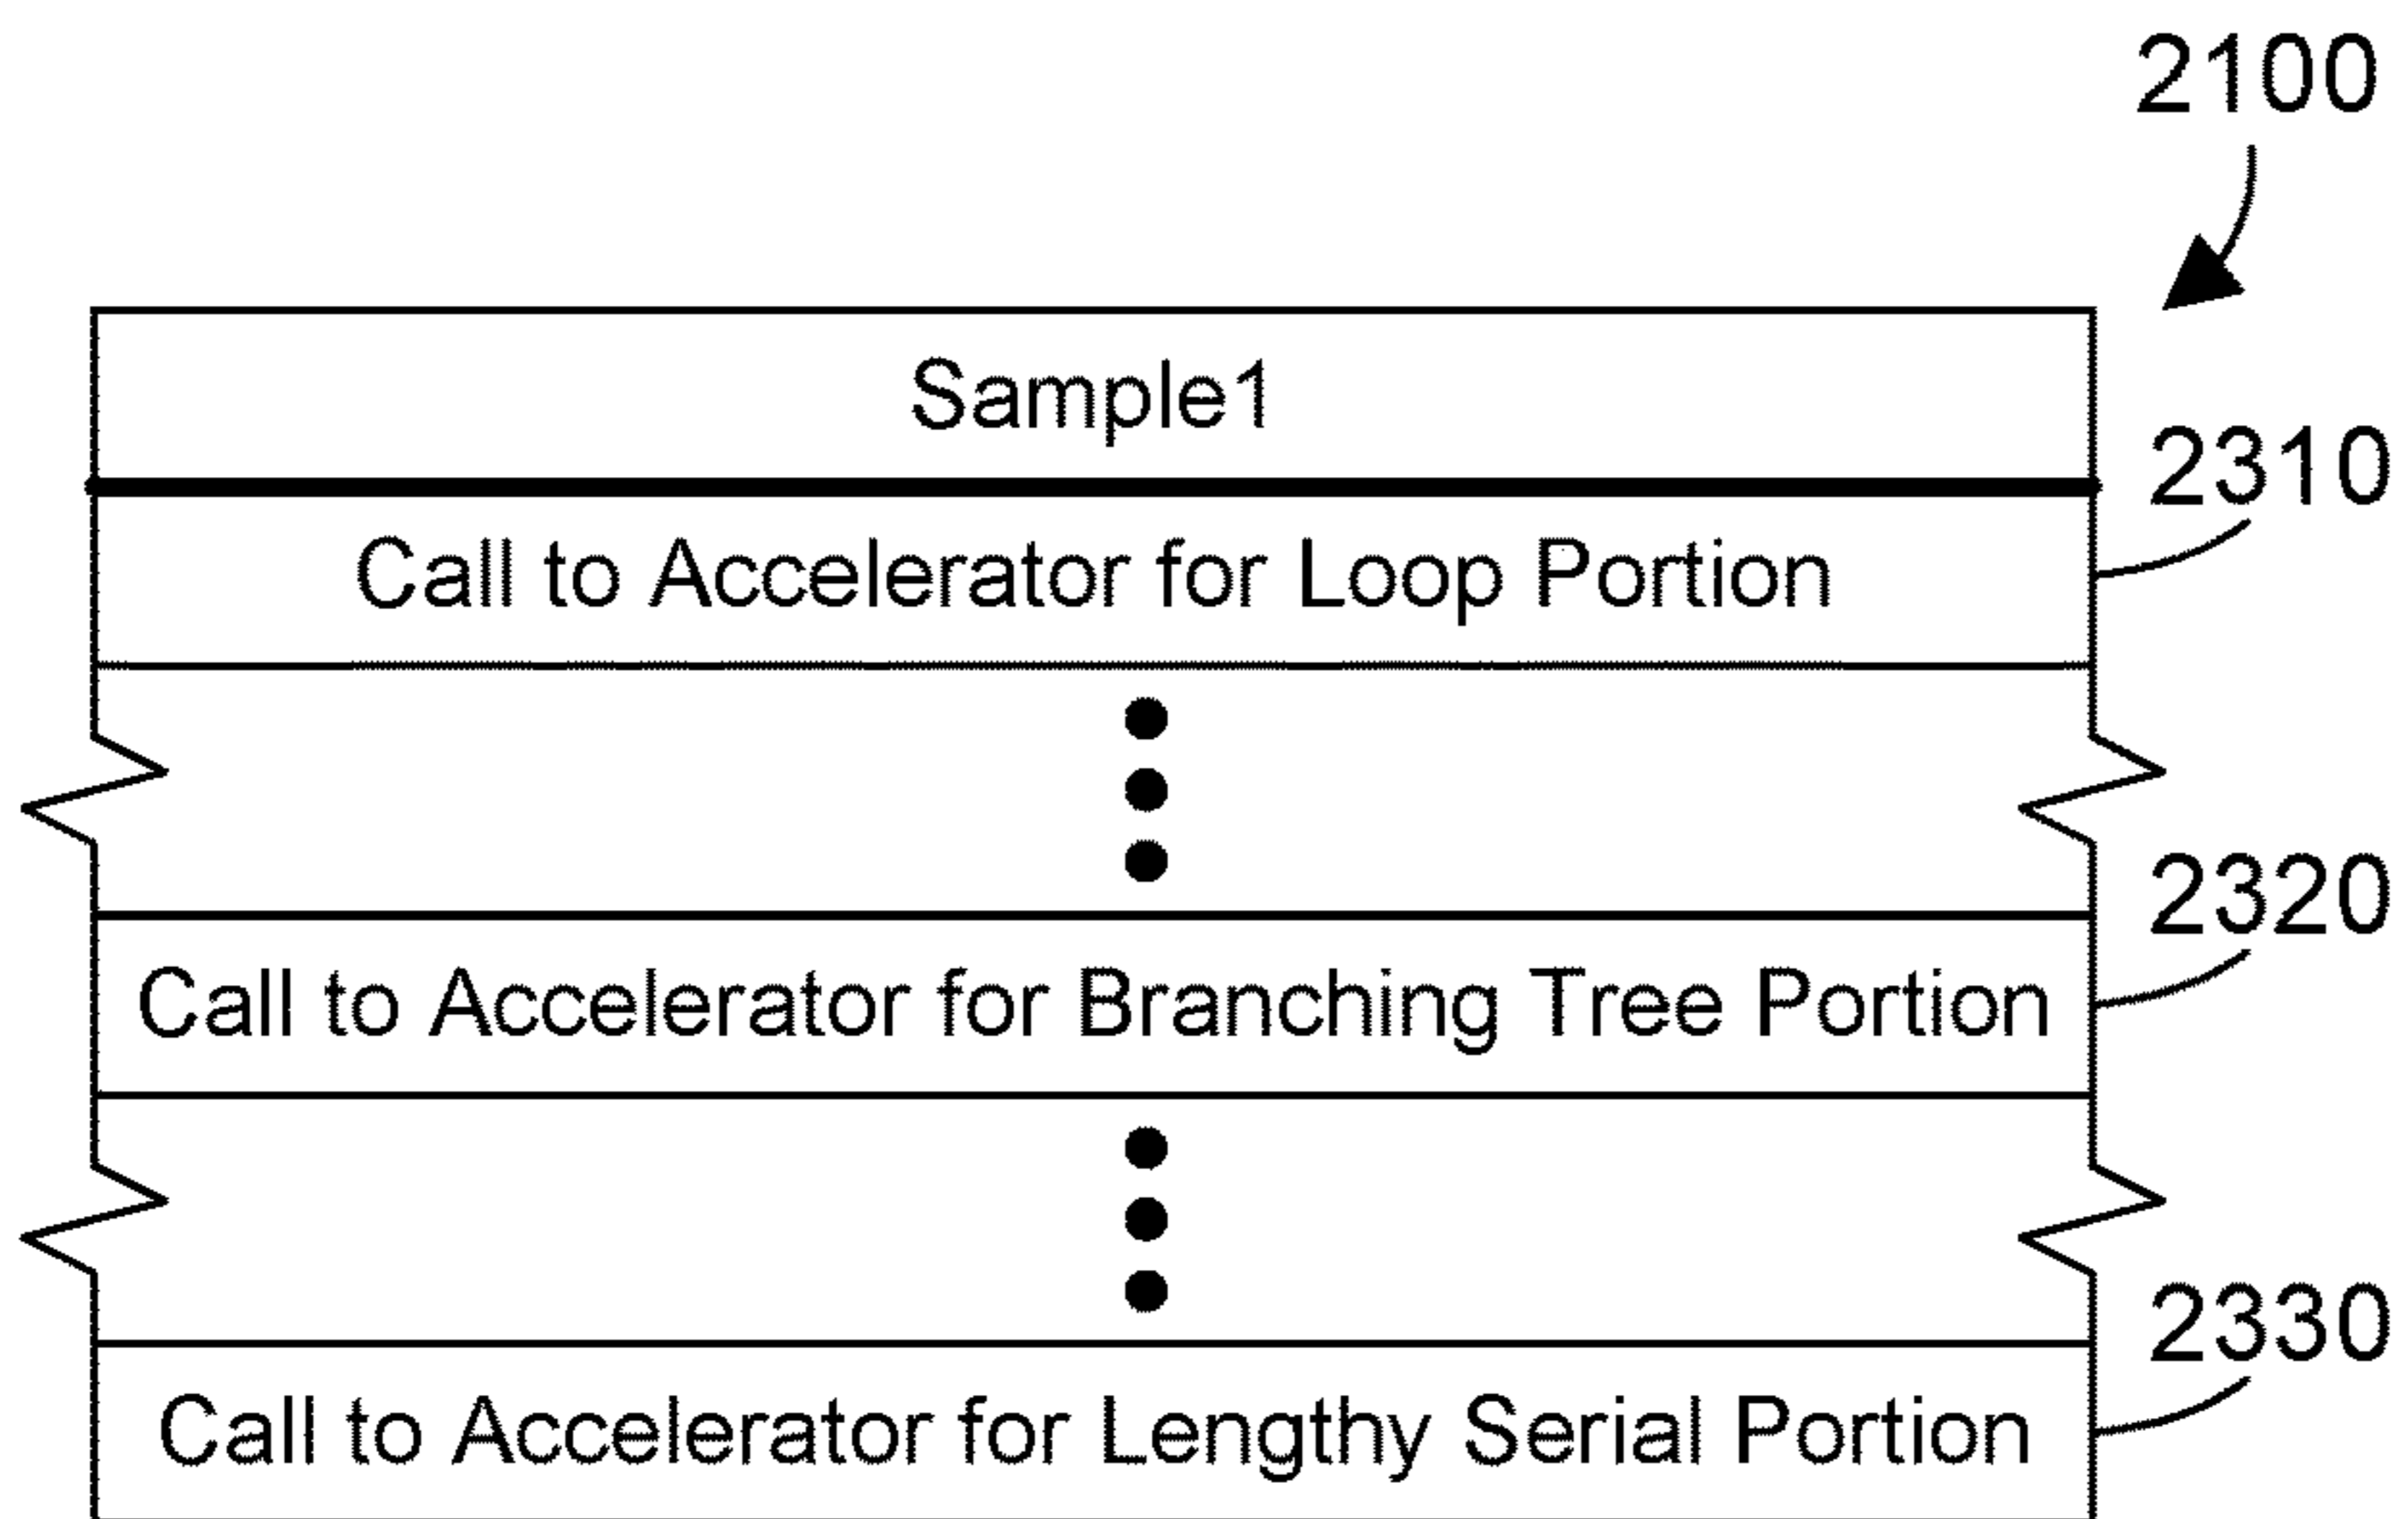 2100
Sample1
2310
Call to Accelerator for Loop Portion
2320
Call to Accelerator for Branching Tree Portion
2330
Call to Accelerator for Lengthy Serial Portion